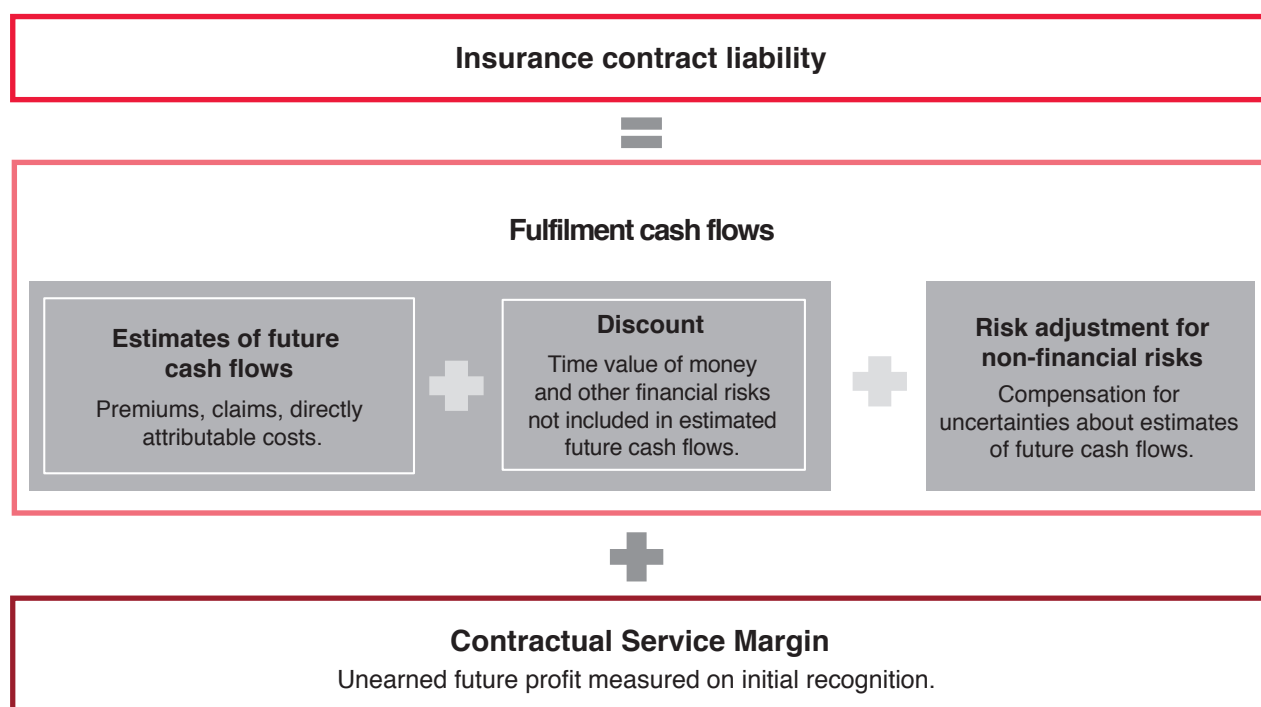 Insurance contract liability
Fulfilment cash flows
Estimates of future
cash flows
Premiums, claims, directly
attributable costs.
Discount
Time value of money
and other financial risks
not included in estimated
future cash flows.
Risk adjustment for
non-financial risks
Compensation for
uncertainties about estimates
of future cash flows.
Contractual Service Margin
Unearned future profit measured on initial recognition.